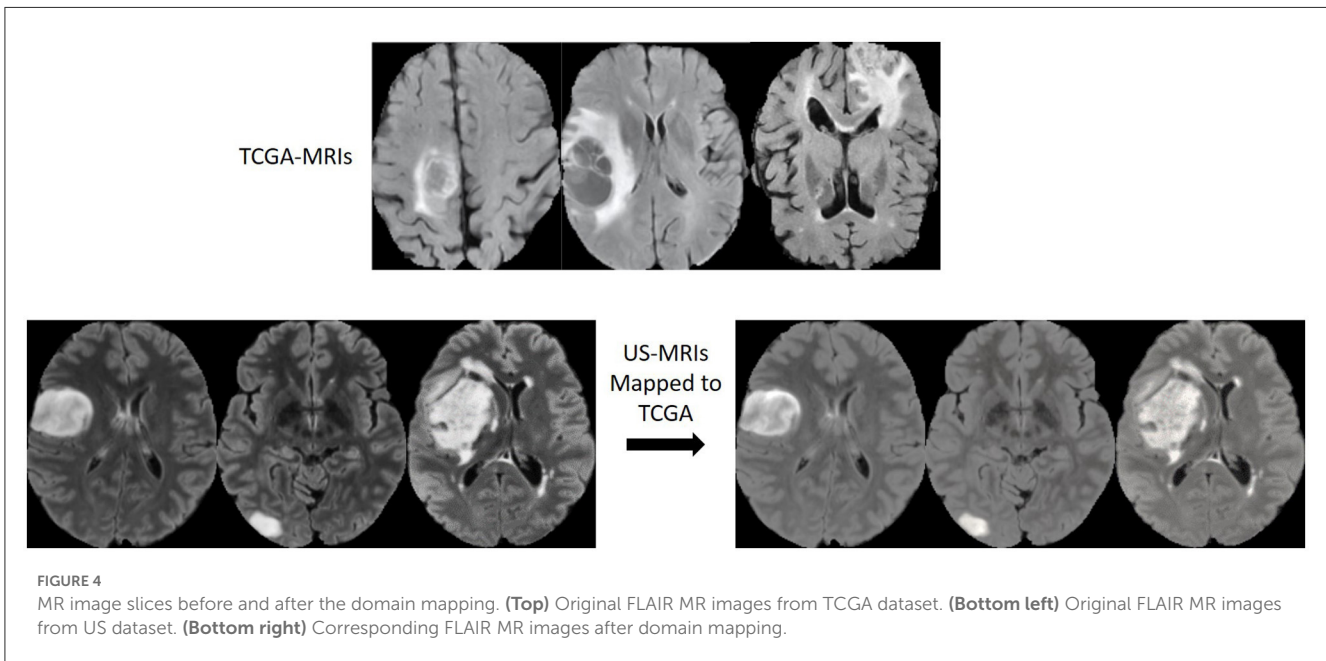 TCGA-MRIs
US-MRIs
Mapped to
TCGA
FIGURE 4
MR image slices before and after the domain mapping. (Top) Original FLAIR MR images from TCGA dataset. (Bottom left) Original FLAIR MR images
from US dataset. (Bottom right) Corresponding FLAIR MR images after domain mapping.